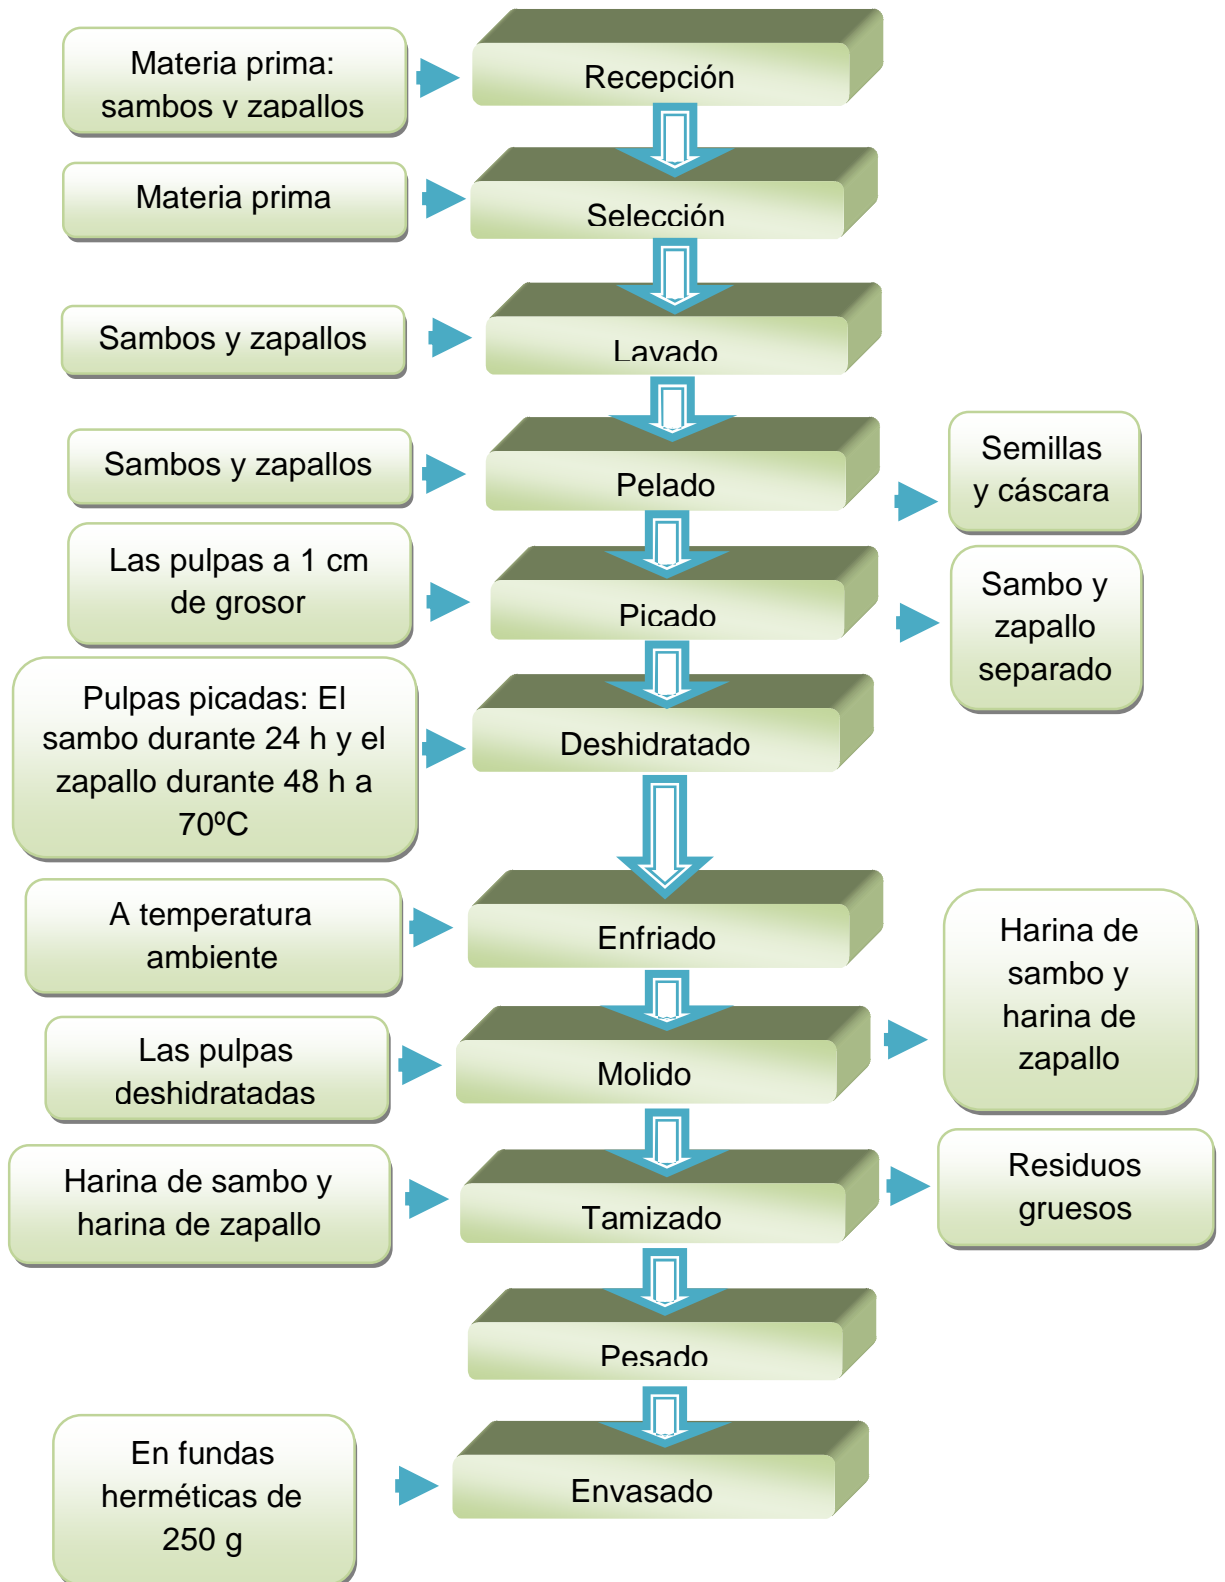 Materia prima:
sambos y zapallos
Recepción
Materia prima
Selección
Sambos y zapallos
Lavado
Sambos y zapallos
Pelado
Semillas
y cáscara
Las pulpas a 1 cm
de grosor
Picado
Sambo y
zapallo
separado
Pulpas picadas: El
sambo durante 24 h y el
zapallo durante 48 h a
70ºC
Deshidratado
A temperatura
ambiente
Enfriado
Harina de
sambo y
harina de
zapallo
Las pulpas
deshidratadas
Molido
Harina de sambo y
harina de zapallo
Tamizado
Residuos
gruesos
Pesado
En fundas
herméticas de
250 g
Envasado